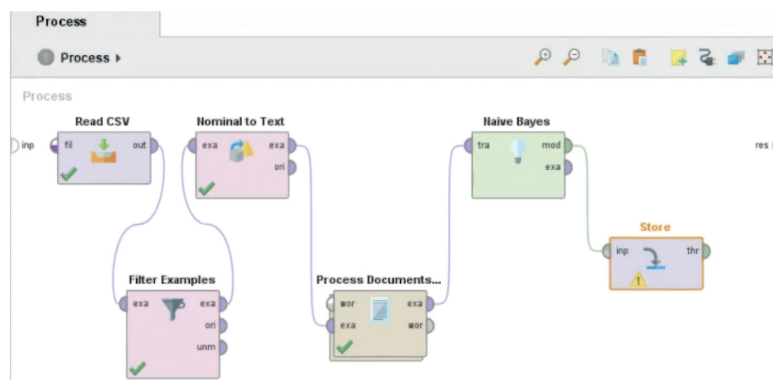 Process
Process
Process
Read CSV
inp
fil
out
Nominal to Text
exa
exa
ori
Naive Bayes
tra
mod
exa
res
Store
inp
thr
Filter Examples
exa
exa
ori
unm
Process Documents...
wor
exa
exa
wor